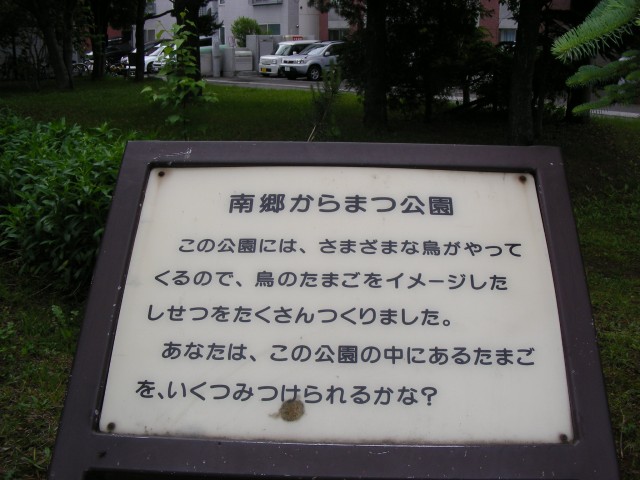 南郷からまつ公園
この公園には、さまざまな鳥がやって
くるので、鳥のたまごをイメージした
しせつをたくさんつくりました。
あなたは、この公園の中にあるたまご
を、いくつみつけられるかな?